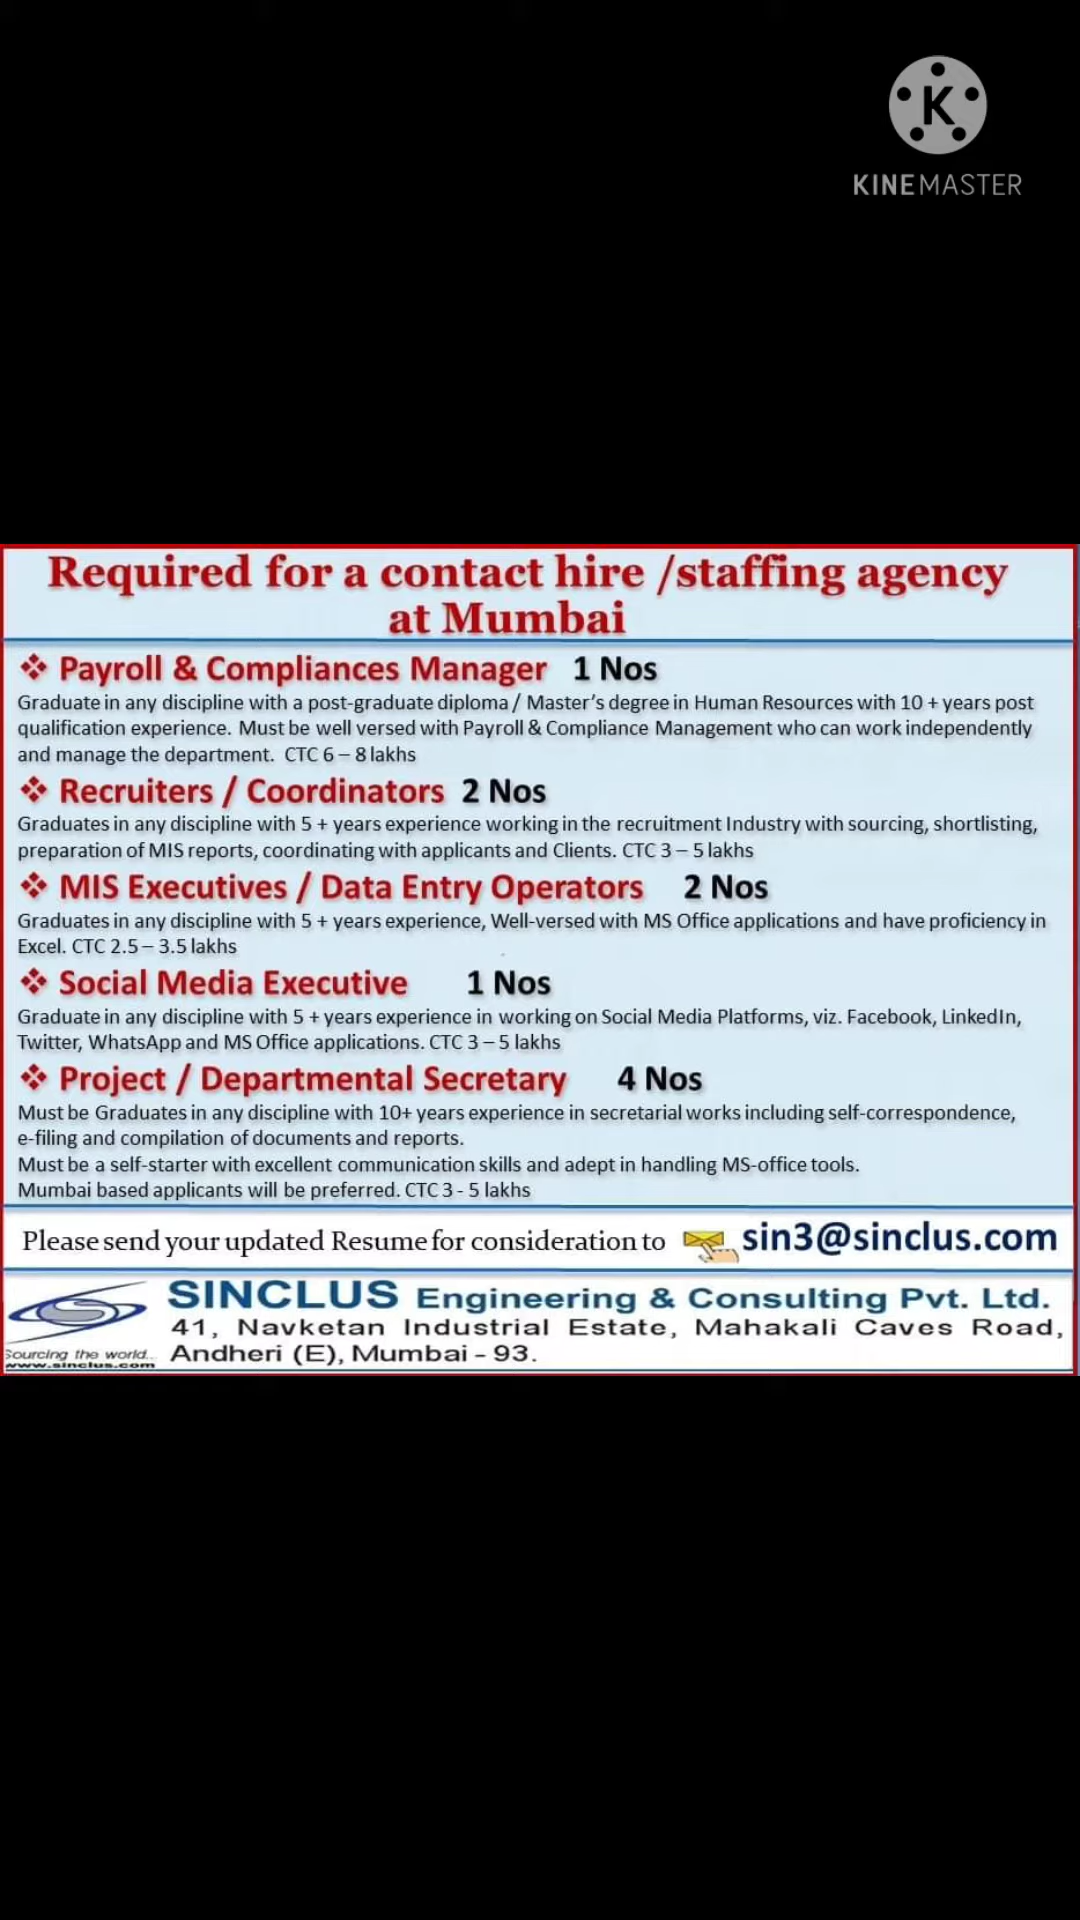 K
KINEMASTER
Required for a contact hire /staffing agency
at Mumbai
❖ Payroll & Compliances Manager 1 Nos
Graduate in any discipline with a post-graduate diploma / Master's degree in Human Resources with 10 + years post
qualification experience. Must be well versed with Payroll & Compliance Management who can work independently
and manage the department. CTC 6 – 8 lakhs
❖ Recruiters / Coordinators 2 Nos
Graduates in any discipline with 5 + years experience working in the recruitment Industry with sourcing, shortlisting,
preparation of MIS reports, coordinating with applicants and Clients. CTC 3 – 5 lakhs
❖ MIS Executives / Data Entry Operators 2 Nos
Graduates in any discipline with 5 + years experience, Well-versed with MS Office applications and have proficiency in
Excel. CTC 2.5 – 3.5 lakhs
❖ Social Media Executive 1 Nos
Graduate in any discipline with 5 + years experience in working on Social Media Platforms, viz. Facebook, LinkedIn,
Twitter, WhatsApp and MS Office applications. CTC 3 – 5 lakhs
❖ Project / Departmental Secretary 4 Nos
Must be Graduates in any discipline with 10+ years experience in secretarial works including self-correspondence,
e-filing and compilation of documents and reports.
Must be a self-starter with excellent communication skills and adept in handling MS-office tools.
Mumbai based applicants will be preferred. CTC 3 - 5 lakhs
Please send your updated Resume for consideration to sin3@sinclus.com
SINCLUS Engineering & Consulting Pvt. Ltd.
41, Navketan Industrial Estate, Mahakali Caves Road,
Andheri (E), Mumbai – 93.
Sourcing the world...
www.sinclus.com